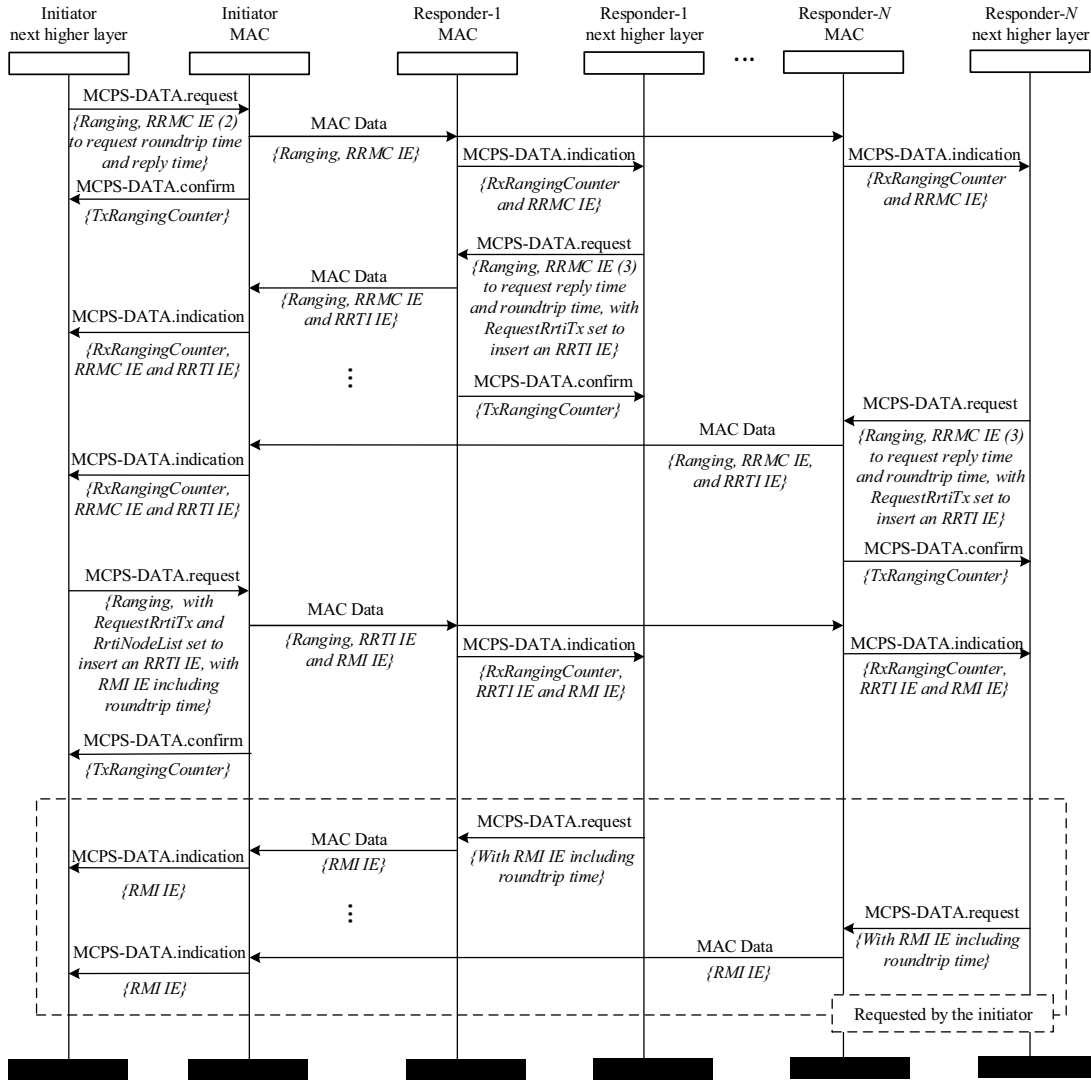 Initiator
next higher layer
Initiator
MAC
Responder-1
MAC
Responder-1
next higher layer
...
Responder-N
MAC
Responder-N
next higher layer
MCPS-DATA.request
{Ranging, RRMC IE (2)
to request roundtrip time
and reply time}
MAC Data
{Ranging, RRMC IE}
MCPS-DATA.indication
{RxRangingCounter
and RRMC IE}
MCPS-DATA.indication
{RxRangingCounter
and RRMC IE}
MCPS-DATA.confirm
{TxRangingCounter}
MCPS-DATA.request
{Ranging, RRMC IE (3)
to request reply time
and roundtrip time, with
RequestRrtiTx set to
insert an RRTI IE}
MAC Data
{Ranging, RRMC IE
and RRTI IE}
MCPS-DATA.indication
{RxRangingCounter,
RRMC IE and RRTI IE}
MCPS-DATA.confirm
{TxRangingCounter}
MCPS-DATA.request
{Ranging, RRMC IE (3)
to request reply time
and roundtrip time, with
RequestRrtiTx set to
insert an RRTI IE}
MAC Data
{Ranging, RRMC IE,
and RRTI IE}
MCPS-DATA.indication
{RxRangingCounter,
RRMC IE and RRTI IE}
MCPS-DATA.confirm
{TxRangingCounter}
MCPS-DATA.request
{Ranging, with
RequestRrtiTx and
RrtiNodeList set to
insert an RRTI IE, with
RMI IE including
roundtrip time}
MAC Data
{Ranging, RRTI IE
and RMI IE}
MCPS-DATA.indication
{RxRangingCounter,
RRTI IE and RMI IE}
MCPS-DATA.indication
{RxRangingCounter,
RRTI IE and RMI IE}
MCPS-DATA.confirm
{TxRangingCounter}
MCPS-DATA.request
{With RMI IE including
roundtrip time}
MAC Data
{RMI IE}
MCPS-DATA.indication
{RMI IE}
MCPS-DATA.request
{With RMI IE including
roundtrip time}
MAC Data
{RMI IE}
MCPS-DATA.indication
{RMI IE}
Requested by the initiator